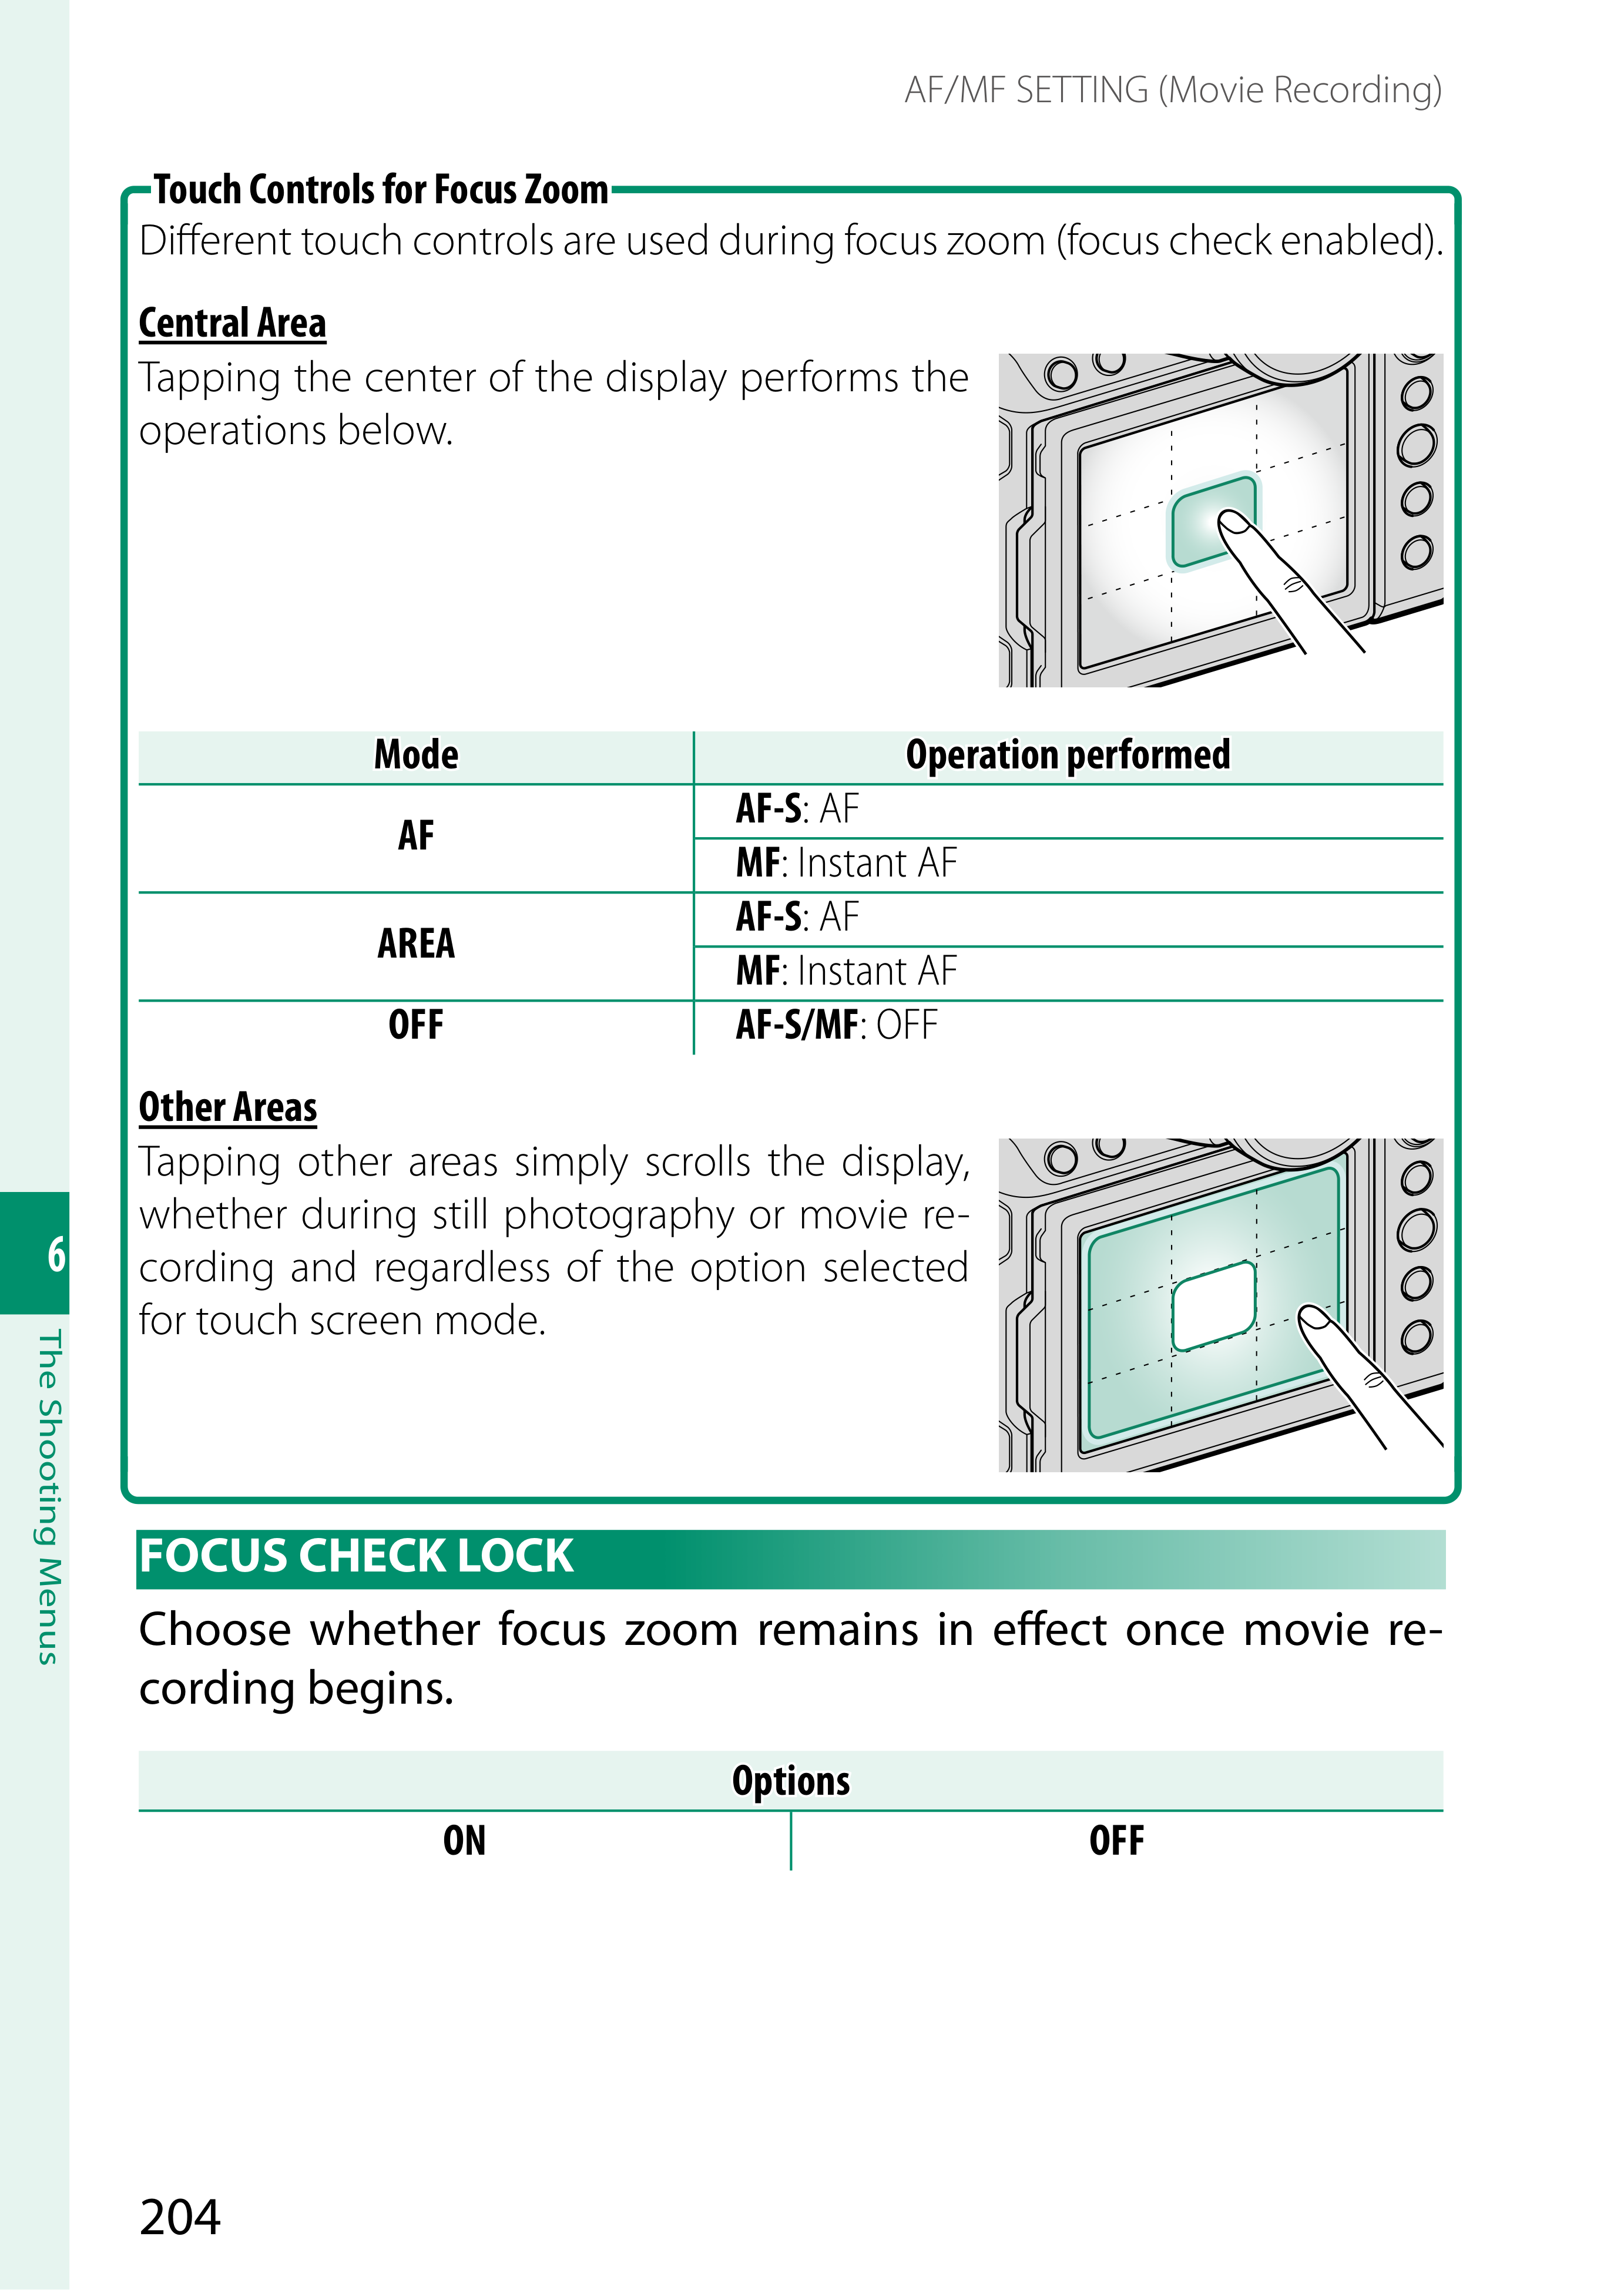 AF/MF SETTING (Movie Recording)
Touch Controls for Focus Zoom
Different touch controls are used during focus zoom (focus check enabled).
Central Area
Tapping the center of the display performs the
operations below.
Mode Operation performed
AF
AF-S: AF
MF: Instant AF
AREA
AF-S: AF
MF: Instant AF
OFF AF-S/MF: OFF
Other Areas
Tapping other areas simply scrolls the display,
whether during still photography or movie re-
cording and regardless of the option selected
for touch screen mode.
FOCUS CHECK LOCK
Choose whether focus zoom remains in effect once movie re-
cording begins.
Options
ON OFF
6
The Shooting Menus
204